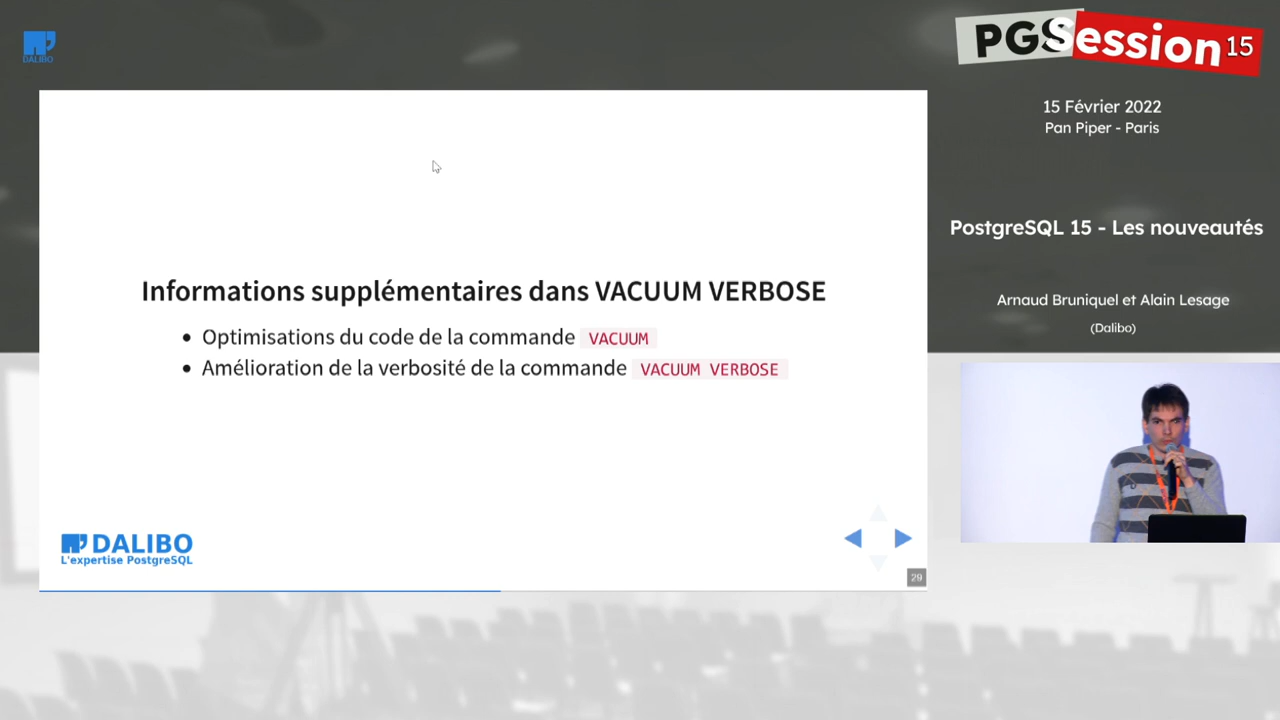 DALIBO
PGSession 15
15 Février 2022
Pan Piper - Paris
PostgreSQL 15 - Les nouveautés
Arnaud Bruniquel et Alain Lesage
(Dalibo)
Informations supplémentaires dans VACUUM VERBOSE
Optimisations du code de la commande VACUUM
Amélioration de la verbosité de la commande VACUUM VERBOSE
DALIBO
L'expertise PostgreSQL
29